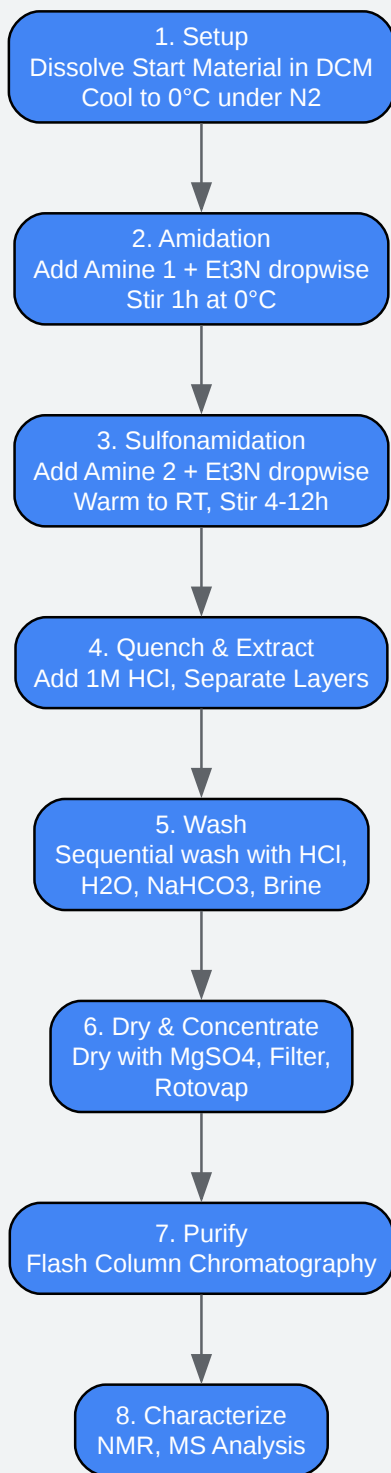 1. Setup
Dissolve Start Material in DCM
Cool to 0°C under N2
2. Amidation
Add Amine 1 + Et3N dropwise
Stir 1h at 0°C
3. Sulfonamidation
Add Amine 2 + Et3N dropwise
Warm to RT, Stir 4-12h
4. Quench & Extract
Add 1M HCl, Separate Layers
5. Wash
Sequential wash with HCl,
H2O, NaHCO3, Brine
6. Dry & Concentrate
Dry with MgSO4, Filter,
Rotovap
7. Purify
Flash Column Chromatography
8. Characterize
NMR, MS Analysis